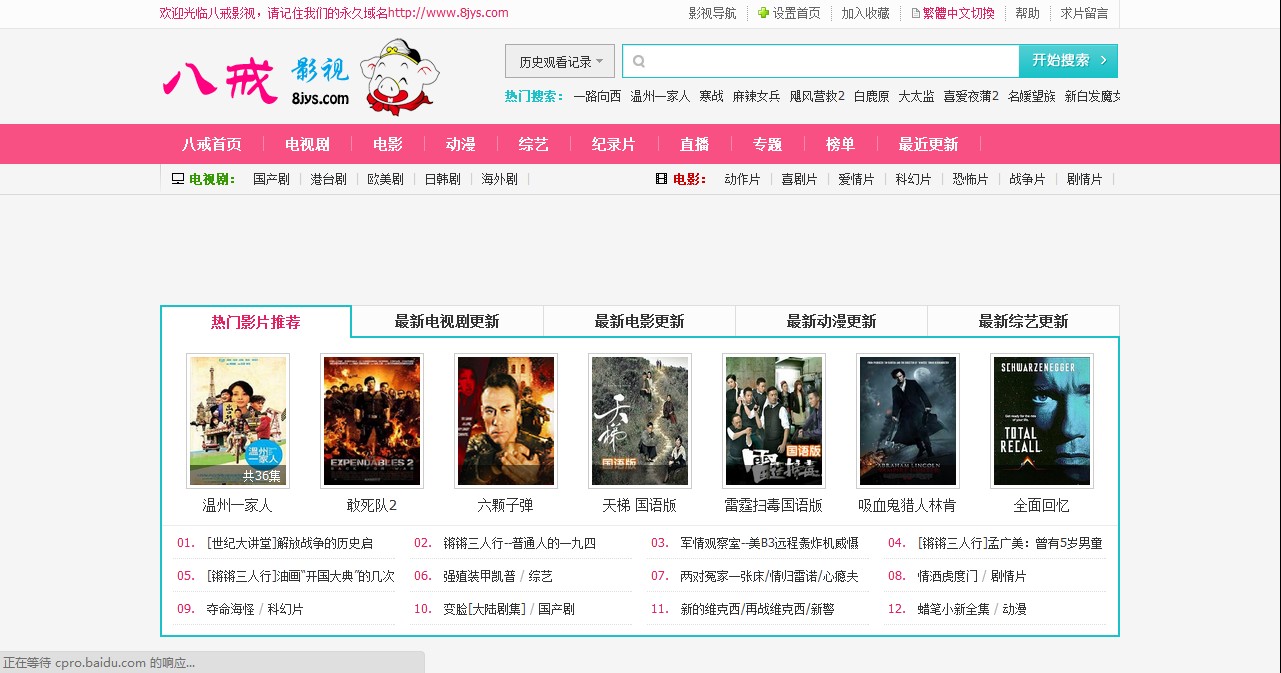 欢迎光临八戒影视，请记住我们的永久域名http://www.8jys.com
影视导航 设置首页 加入收藏 繁體中文切换 帮助 求片留言
八戒 影视
8jys.com
历史观看记录 开始搜索
热门搜索： 一路向西 温州一家人 寒战 麻辣女兵 飓风营救2 白鹿原 大太监 喜爱夜蒲2 名媛望族 新白发魔女
八戒首页 电视剧 电影 动漫 综艺 纪录片 直播 专题 榜单 最近更新
电视剧： 国产剧 港台剧 欧美剧 日韩剧 海外剧 电影： 动作片 喜剧片 爱情片 科幻片 恐怖片 战争片 剧情片
热门影片推荐 最新电视剧更新 最新电影更新 最新动漫更新 最新综艺更新
温州一家人
共36集
EXPENDABLES 2
天梯
国语版
国语版
雷霆扫毒
ABRAHAM LINCOLN
SCHWARZENEGGER
TOTAL
RECALL
温州一家人 敢死队2 六颗子弹 天梯 国语版 雷霆扫毒国语版 吸血鬼猎人林肯 全面回忆
01. [世纪大讲堂]解放战争的历史启 02. 锵锵三人行--普通人的一九四 03. 军情观察室--美B3远程轰炸机威慑 04. [锵锵三人行]孟广美：曾有5岁男童
05. [锵锵三人行]油画“开国大典”的几次 06. 强殖装甲凯普 / 综艺 07. 两对冤家一张床/情归雷诺/心瘾夫 08. 情洒虎度门 / 剧情片
09. 夺命海怪 / 科幻片 10. 变脸[大陆剧集] / 国产剧 11. 新的维克西/再战维克西/新警 12. 蜡笔小新全集 / 动漫
正在等待 cpro.baidu.com 的响应...